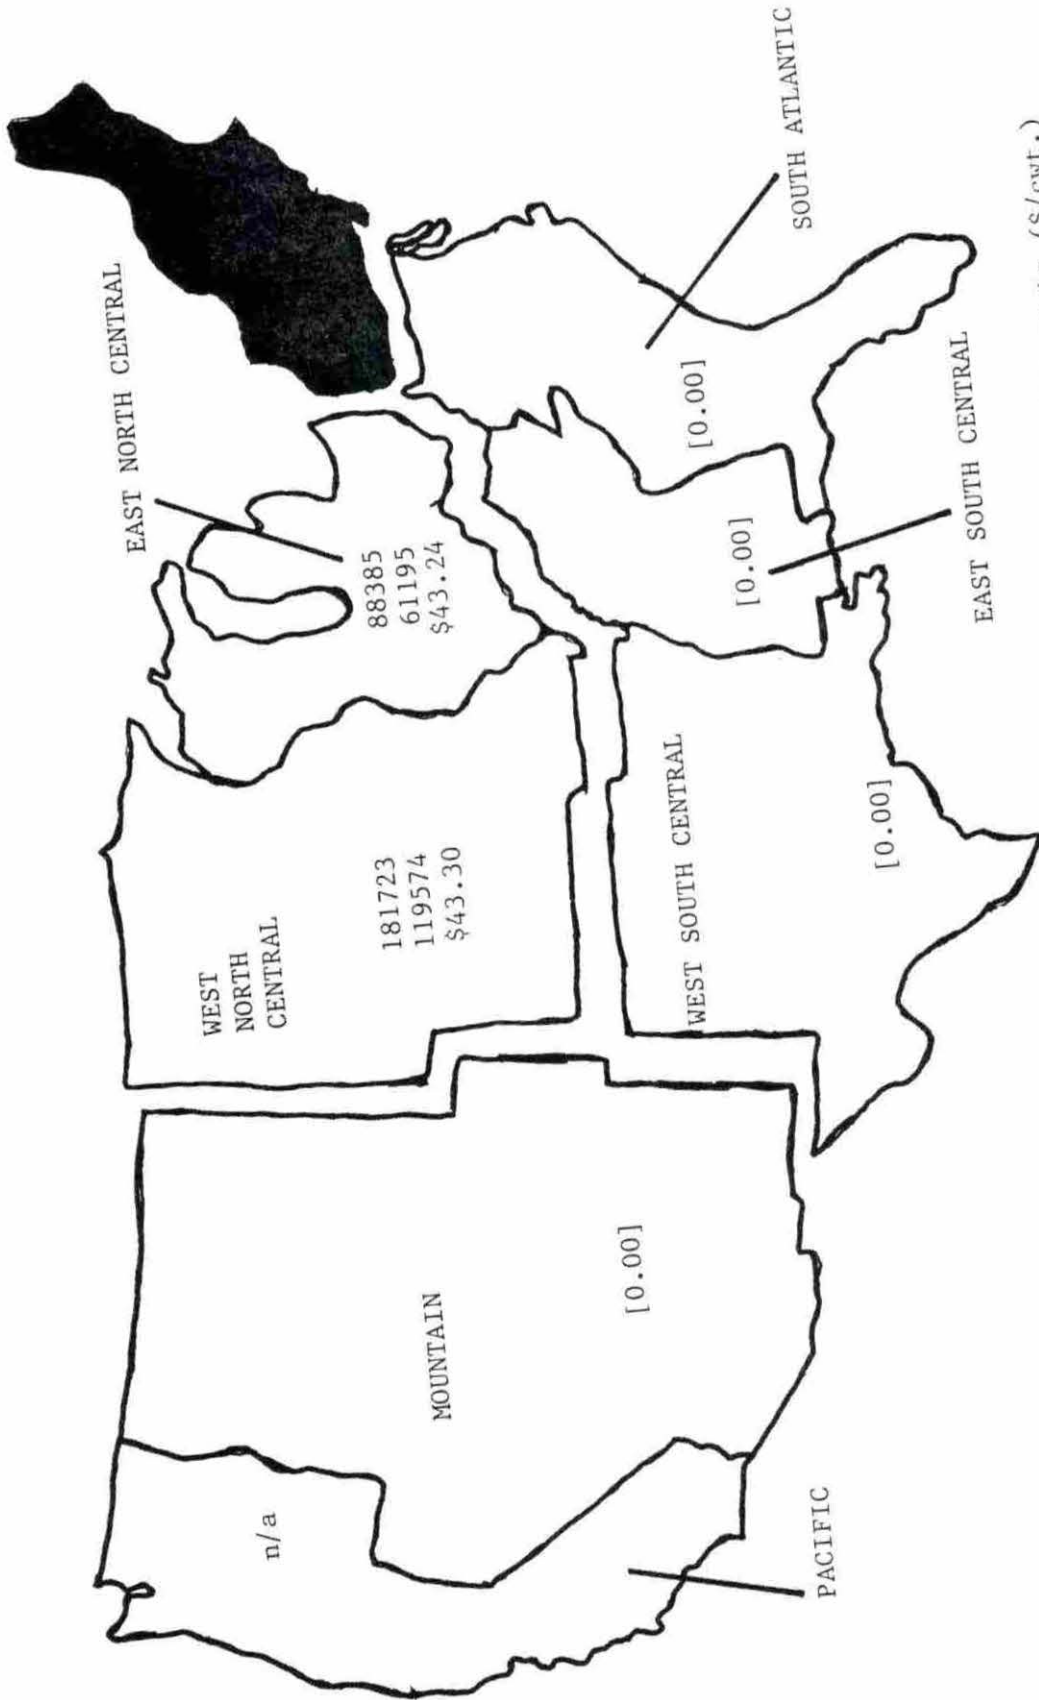 EAST NORTH CENTRAL
WEST
NORTH
CENTRAL
88385
61195
$43.24
181723
119574
$43.30
n/a
MOUNTAIN
[0.00]
PACIFIC
WEST SOUTH CENTRAL
[0.00]
[0.00]
EAST SOUTH CENTRAL
[0.00]
SOUTH ATLANTIC
($/cwt.)